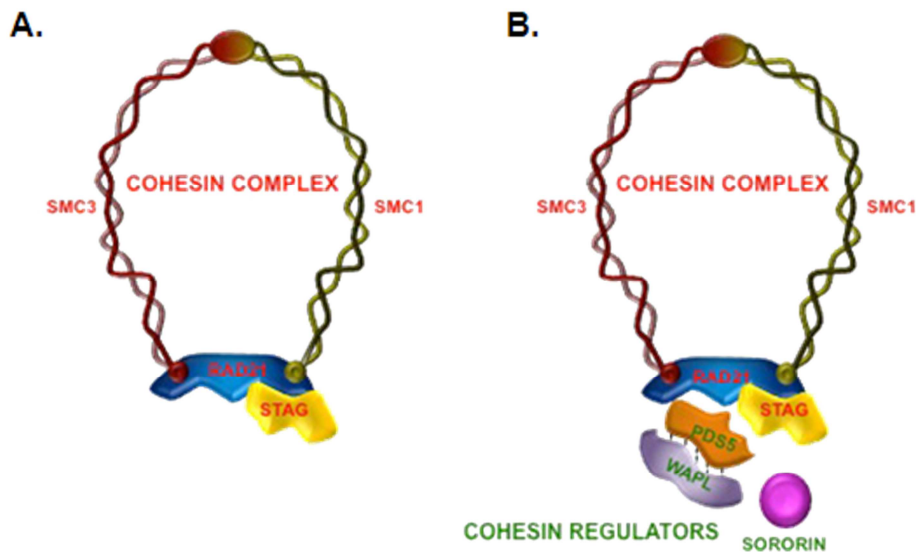 A.
COHESIN COMPLEX
SMC3
SMC1
RAD21
STAG
B.
COHESIN COMPLEX
SMC3
SMC1
RAD21
STAG
PDS5
WAPL
COHESIN REGULATORS
SORORIN